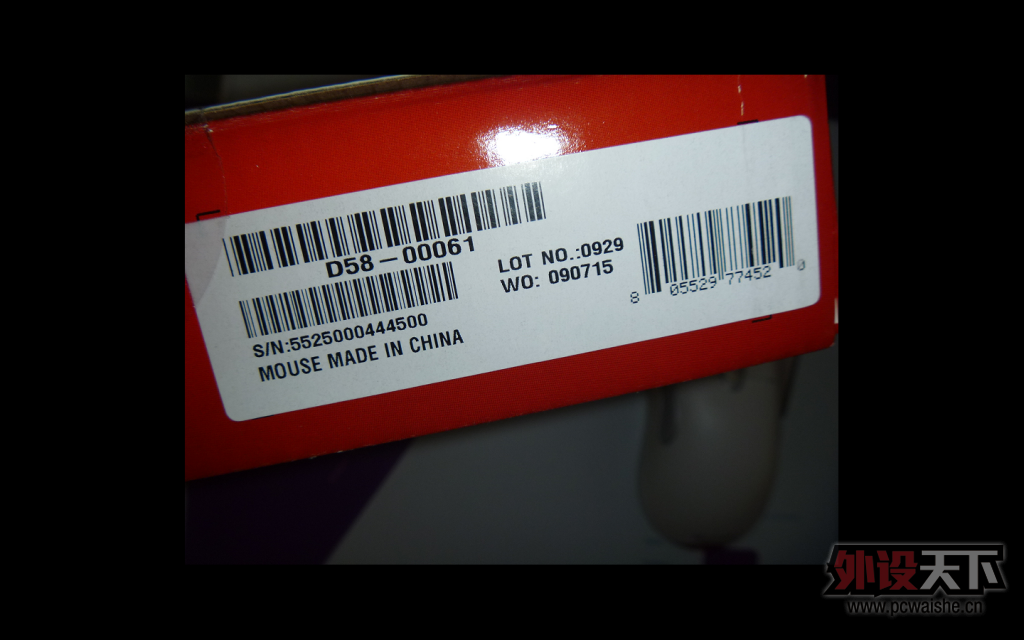 D58-00061
S/N:5525000444500
MOUSE MADE IN CHINA
LOT NO.:0929
WO: 090715
8 05529 77452 0
外设天下
www.pcwaishe.cn